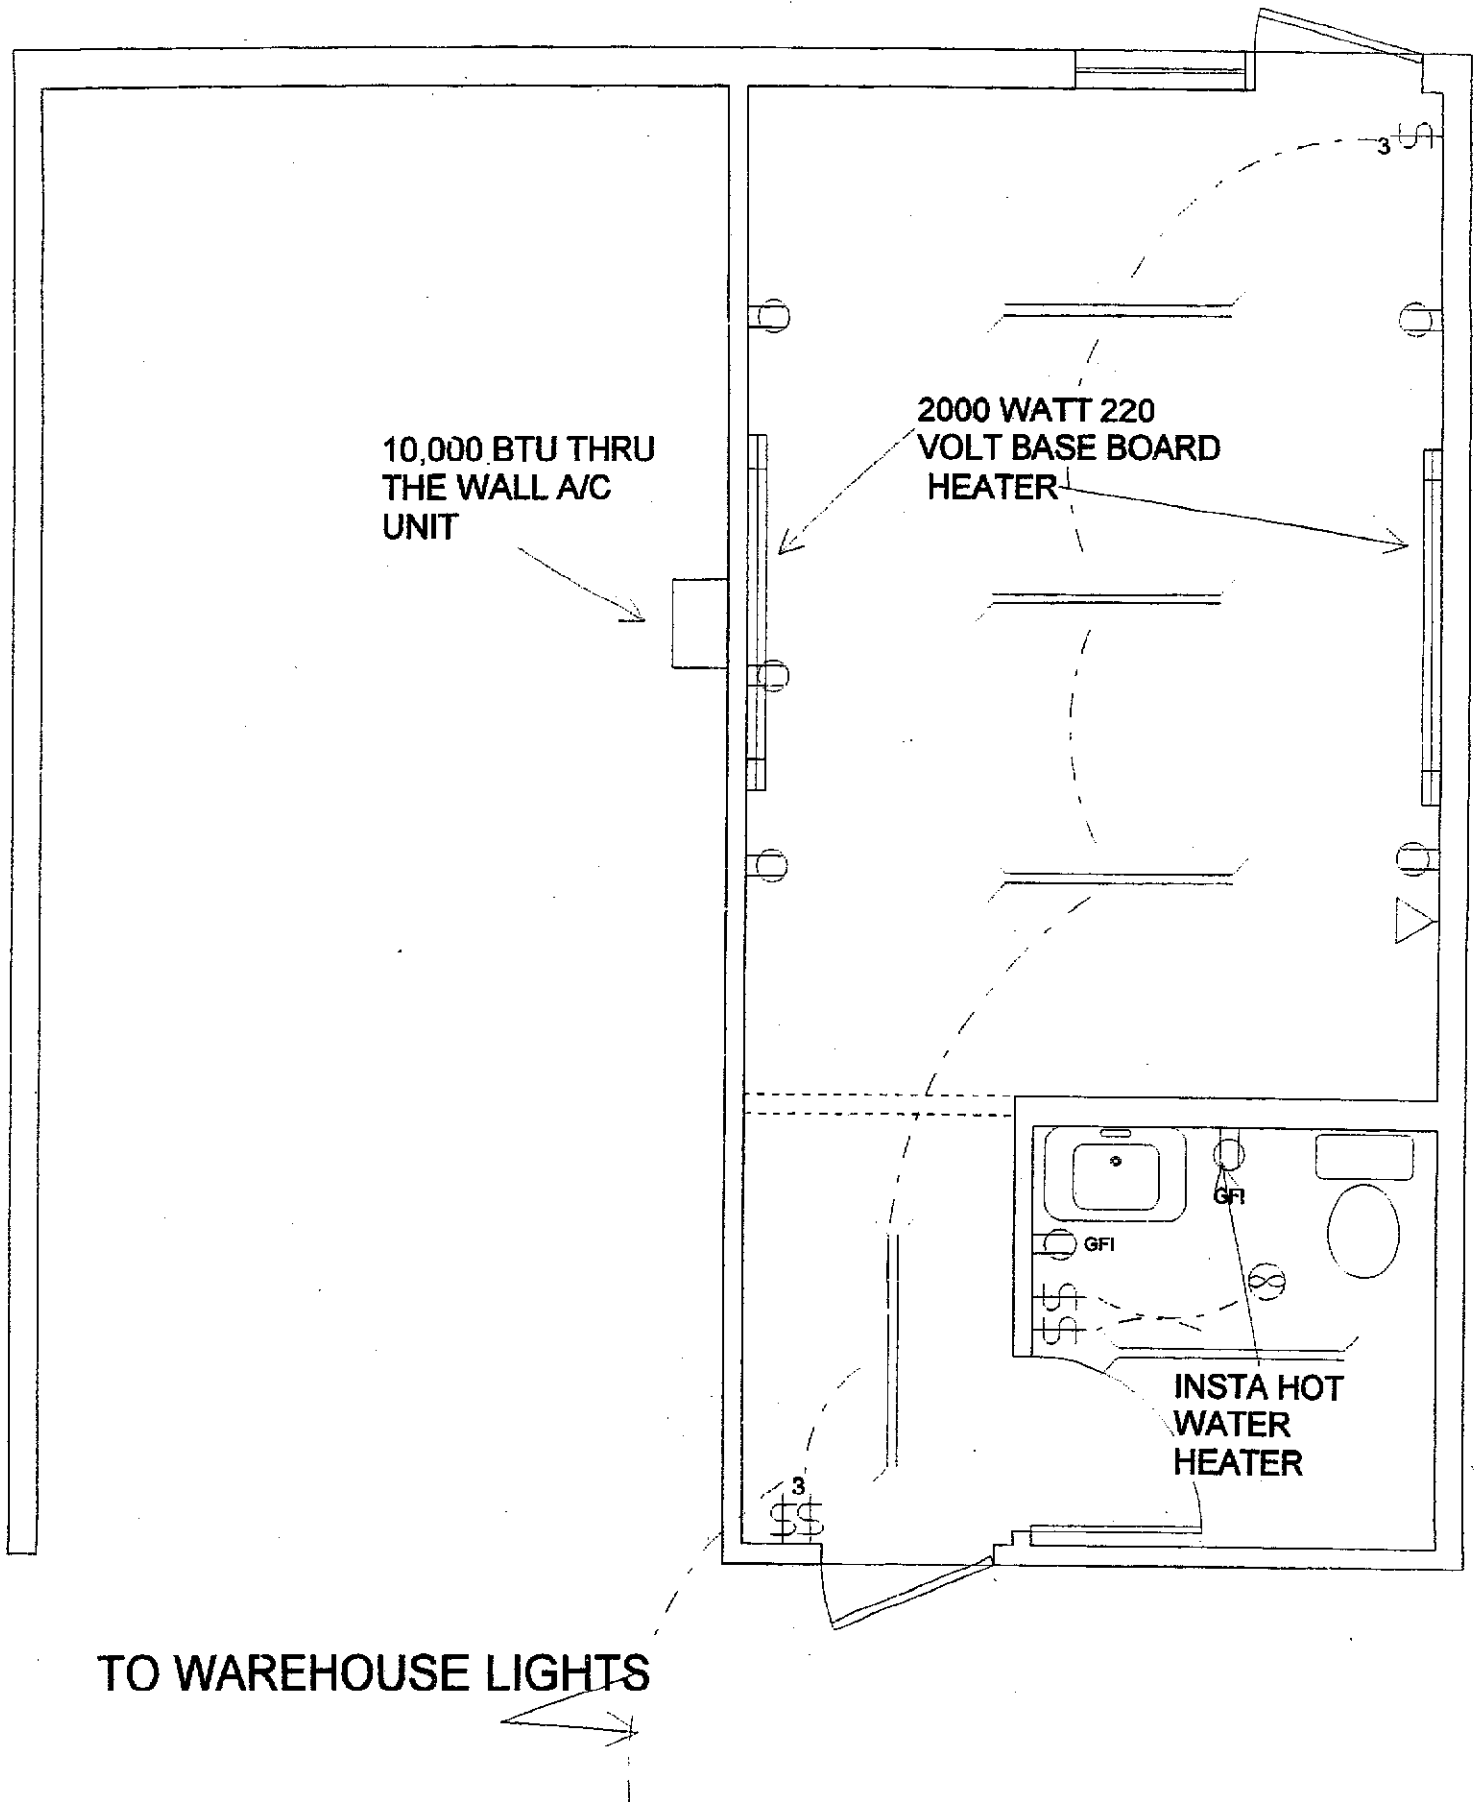 3
2000 WATT 220
VOLT BASE BOARD
HEATER
10,000 BTU THRU
THE WALL A/C
UNIT
GFI
GFI
INSTA HOT
WATER
HEATER
3
$$
TO WAREHOUSE LIGHTS